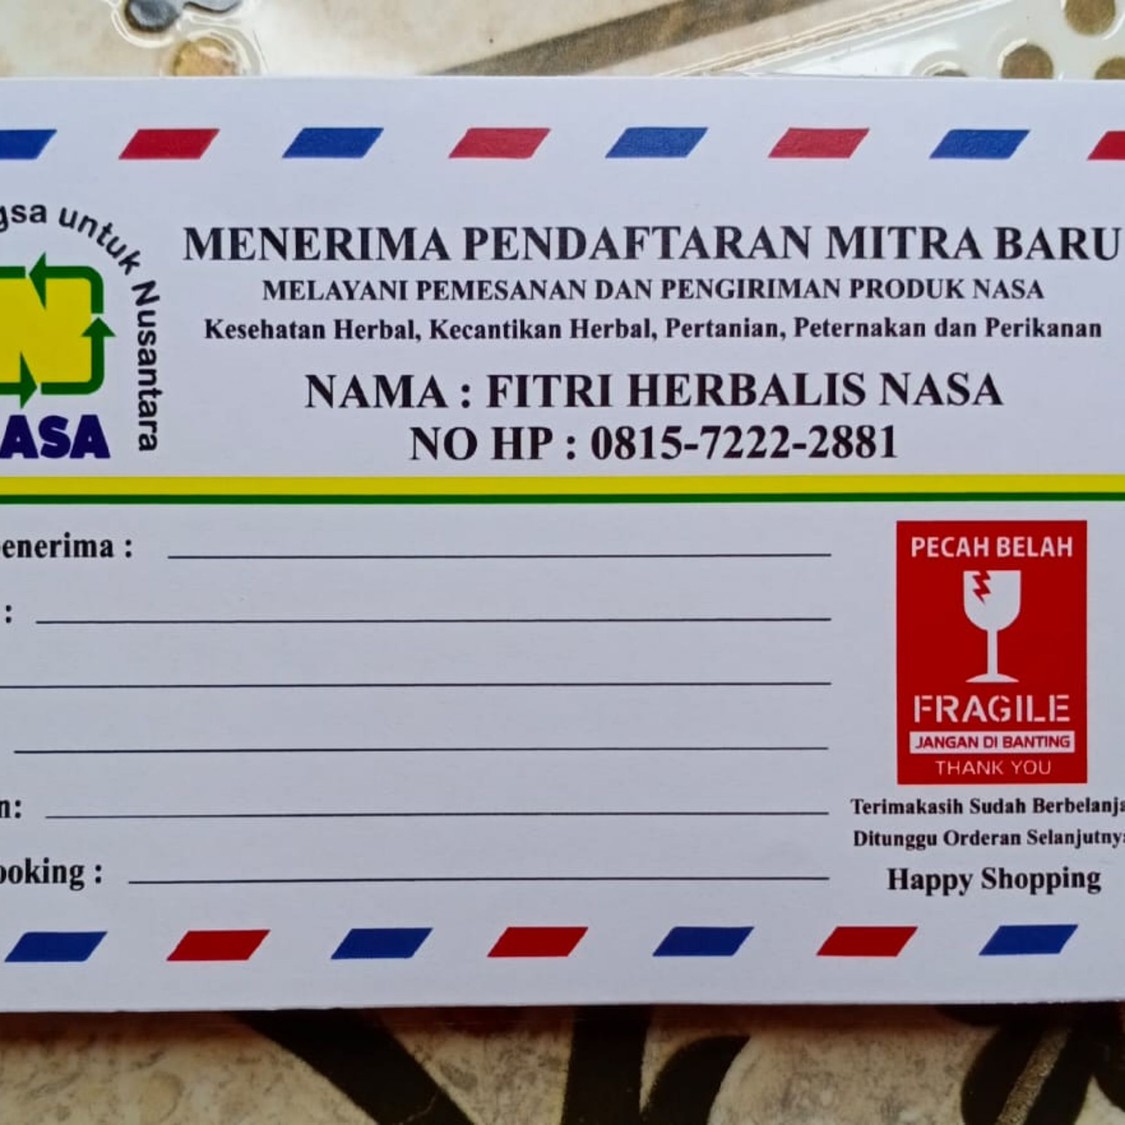 untuk Nusantara
MENERIMA PENDAFTARAN MITRA BARU
MELAYANI PEMESANAN DAN PENGIRIMAN PRODUK NASA
Kesehatan Herbal, Kecantikan Herbal, Pertanian, Peternakan dan Perikanan
NAMA : FITRI HERBALIS NASA
NO HP : 0815-7222-2881
N
ASA
enerima :
:
n:
ooking :
PECAH BELAH
FRAGILE
JANGAN DI BANTING
THANK YOU
Terimakasih Sudah Berbelanja
Ditunggu Orderan Selanjutny
Happy Shopping